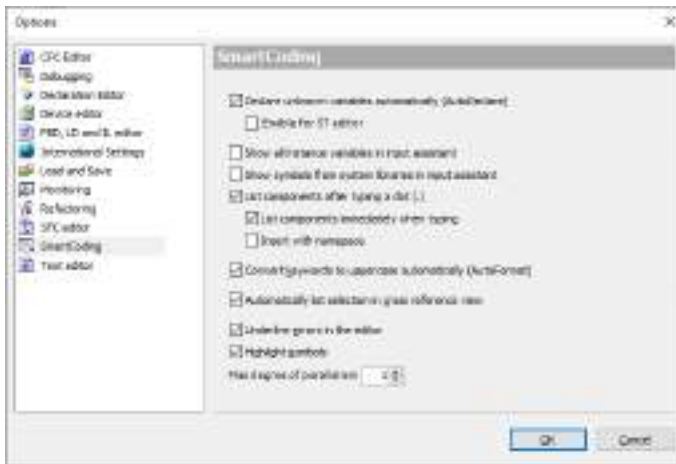 Options
CFC Editor
Debugging
Declaration Editor
Device editor
FBD, LD and IL editor
International Settings
Load and Save
Monitoring
Refactoring
SFC editor
SmartCoding
Text editor
SmartCoding
Declare unknown variables automatically (AutoDeclare)
Enable for ST editor
Show all instance variables in input assistant
Show symbols from system libraries in input assistant
List components after typing a dot (.)
List components immediately when typing
Insert with namespace
Convert keywords to uppercase automatically (AutoFormat)
Automatically list selection in cross reference view
Underline errors in the editor
Highlight symbols
Max degree of parallelism
OK
Cancel